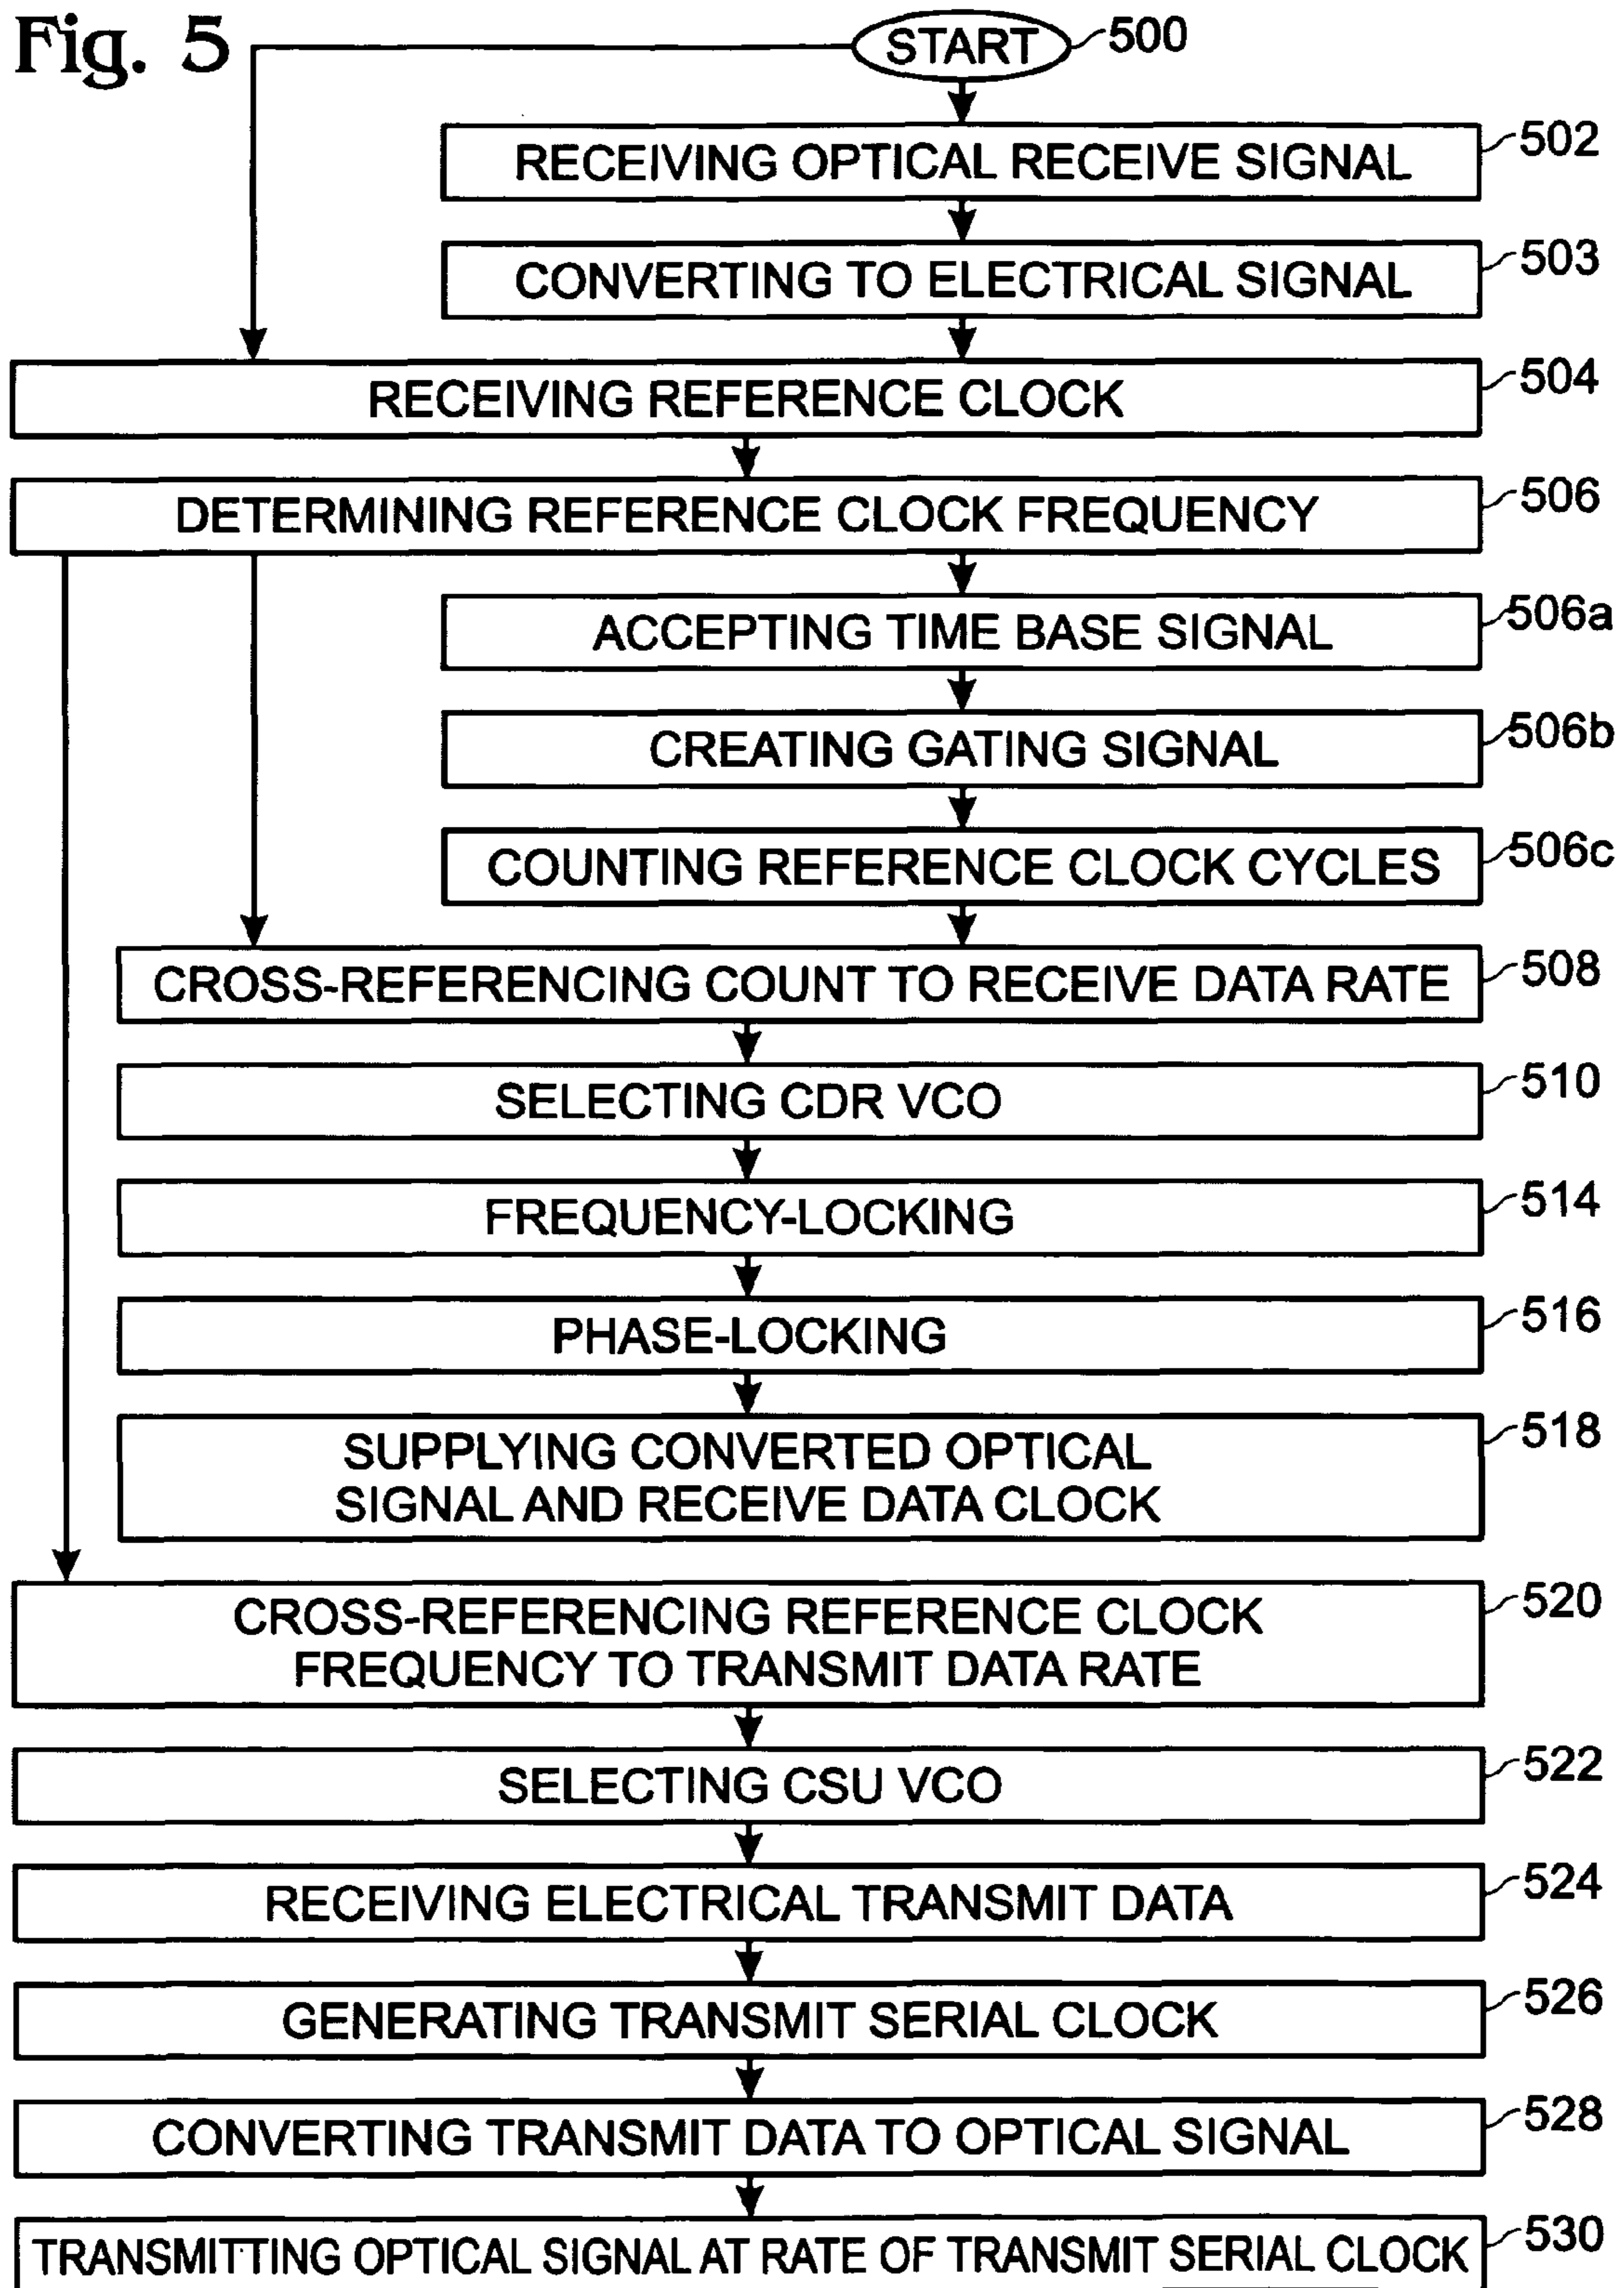 Fig. 5
START 500
RECEIVING OPTICAL RECEIVE SIGNAL 502
CONVERTING TO ELECTRICAL SIGNAL 503
RECEIVING REFERENCE CLOCK 504
DETERMINING REFERENCE CLOCK FREQUENCY 506
ACCEPTING TIME BASE SIGNAL 506a
CREATING GATING SIGNAL 506b
COUNTING REFERENCE CLOCK CYCLES 506c
CROSS-REFERENCING COUNT TO RECEIVE DATA RATE 508
SELECTING CDR VCO 510
FREQUENCY-LOCKING 514
PHASE-LOCKING 516
SUPPLYING CONVERTED OPTICAL 518
SIGNAL AND RECEIVE DATA CLOCK
CROSS-REFERENCING REFERENCE CLOCK 520
FREQUENCY TO TRANSMIT DATA RATE
SELECTING CSU VCO 522
RECEIVING ELECTRICAL TRANSMIT DATA 524
GENERATING TRANSMIT SERIAL CLOCK 526
CONVERTING TRANSMIT DATA TO OPTICAL SIGNAL 528
TRANSMITTING OPTICAL SIGNAL AT RATE OF TRANSMIT SERIAL CLOCK 530